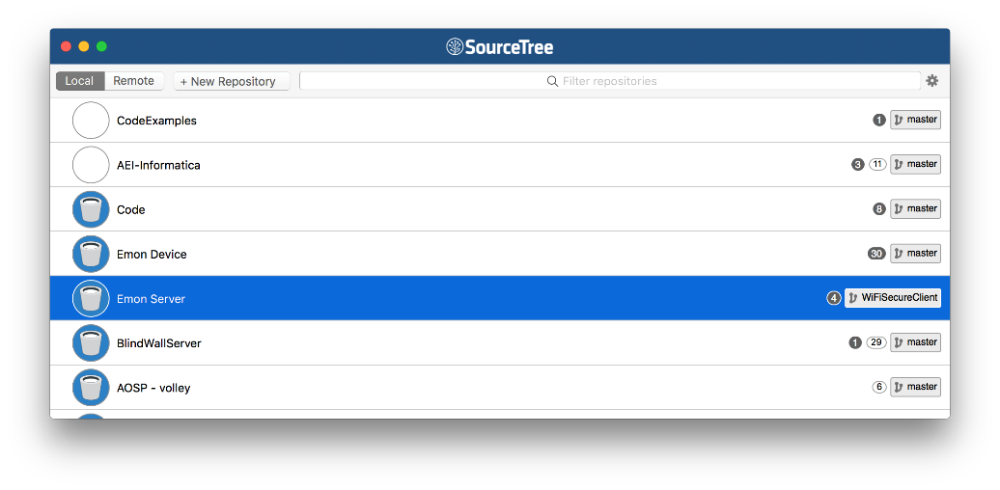 SourceTree
Local Remote + New Repository Filter repositories
CodeExamples 1 master
AEI-Informatica 3 11 master
Code 8 master
Emon Device 30 master
Emon Server 4 WiFiSecureClient
BlindWallServer 1 29 master
AOSP - volley 6 master